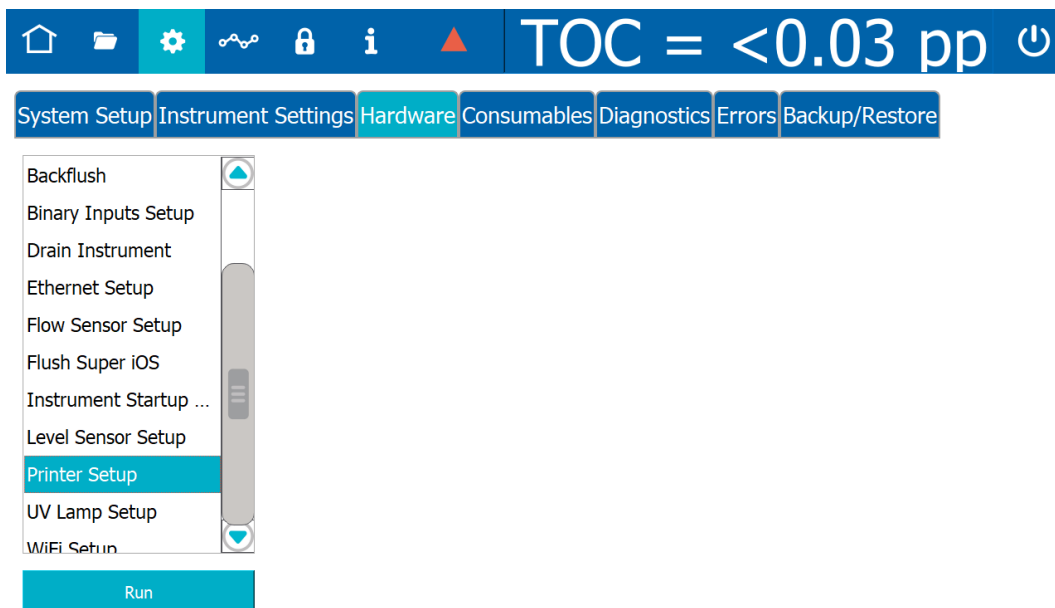 TOC = <0.03 pp
System Setup Instrument Settings Hardware Consumables Diagnostics Errors Backup/Restore
Backflush
Binary Inputs Setup
Drain Instrument
Ethernet Setup
Flow Sensor Setup
Flush Super iOS
Instrument Startup ...
Level Sensor Setup
Printer Setup
UV Lamp Setup
WiFi Setup
Run